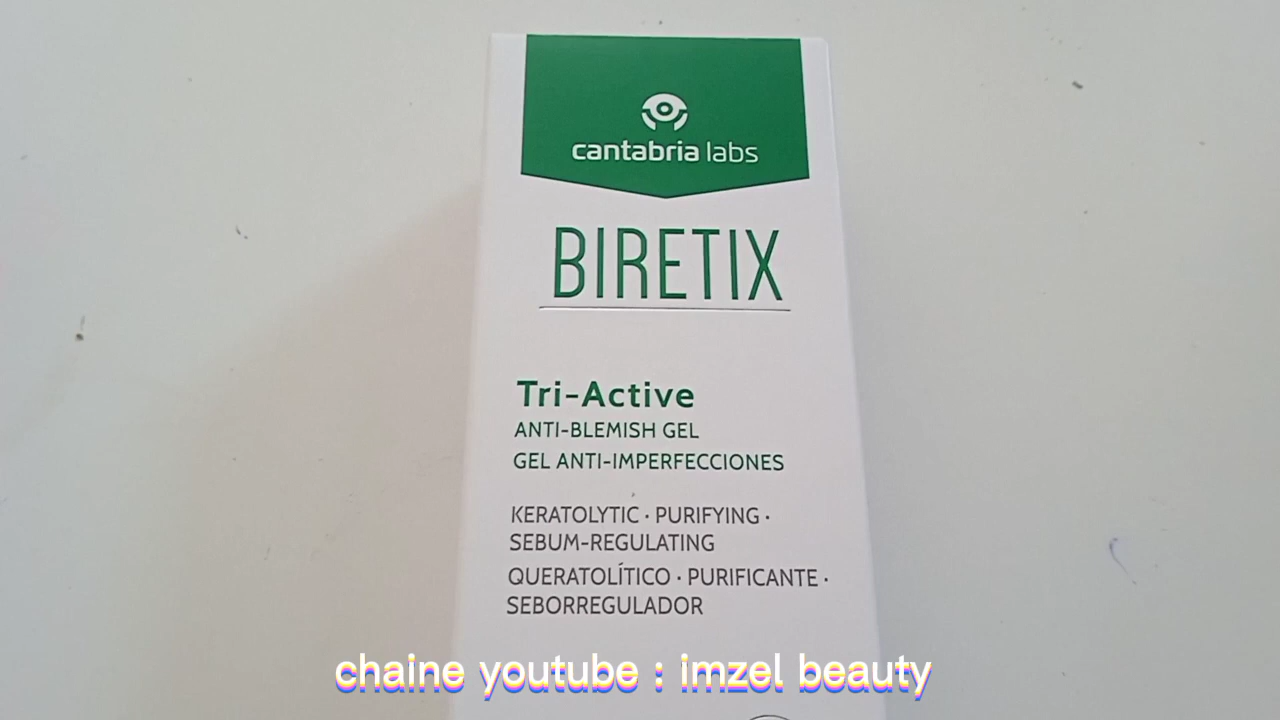 cantabria labs
BIRETIX
Tri-Active
ANTI-BLEMISH GEL
GEL ANTI-IMPERFECCIONES
KERATOLYTIC · PURIFYING ·
SEBUM-REGULATING
QUERATOLÍTICO · PURIFICANTE ·
SEBORREGULADOR
chaine youtube : imzel beauty